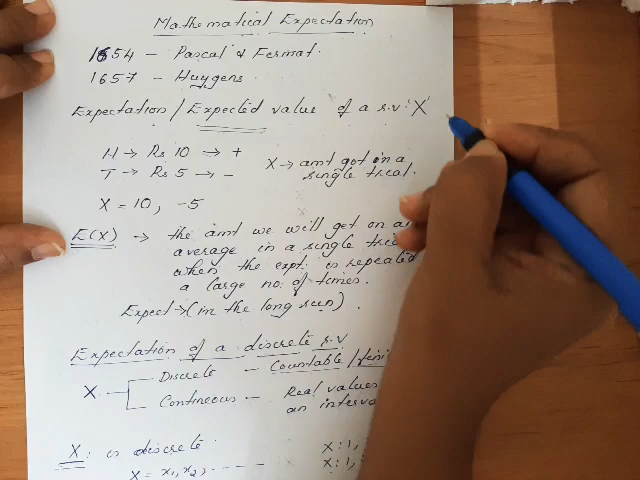 Mathematical Expectation
1654 - Pascal & Fermat.
1657 - Huygens.
Expectation / Expected value of a r.v. 'X'
H → Rs 10 → +
T → Rs 5 → -
X → amt got in a
single trial.
X = 10, -5
E(X) → the amt we will get on an
average in a single
when the expt. is repeated
a large no: of times.
Expect → (in the long run).
Expectation of a discrete r.v
X Discrete - Countable /
Continuous - Real values
an interval
X : is discrete.
X = x₁, x₂, ------
X : 1,
X : 1,